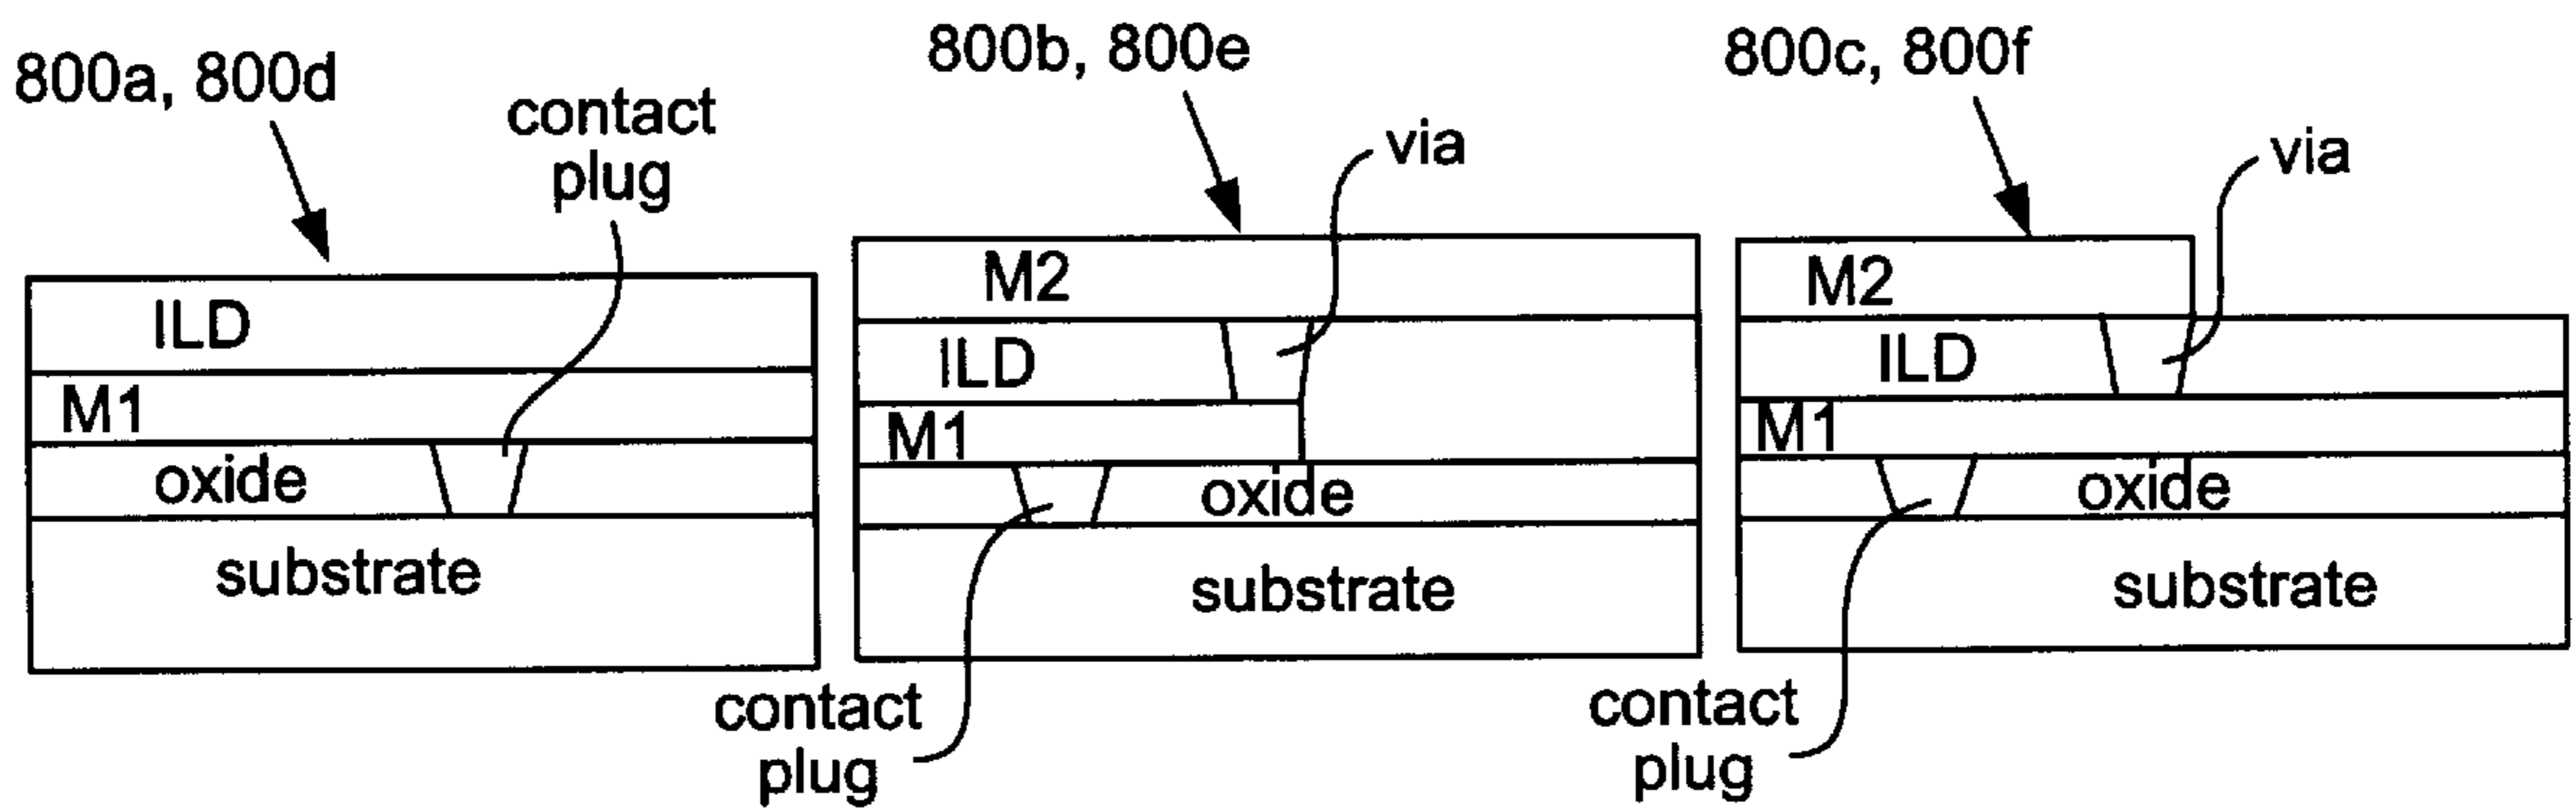 800a, 800d
contact
plug
ILD
M1
oxide
substrate
800b, 800e
via
M2
ILD
M1
oxide
substrate
contact
plug
800c, 800f
via
M2
ILD
M1
oxide
substrate
contact
plug